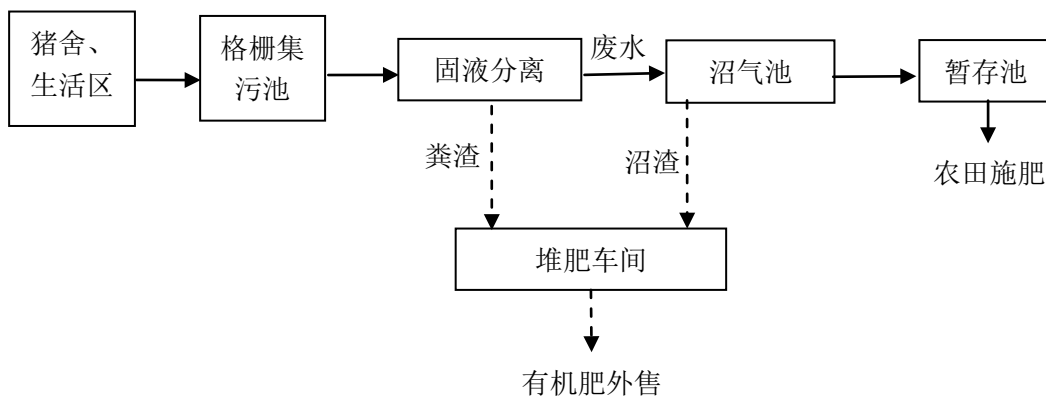 猪舍、
生活区
格栅集
污池
固液分离
废水
沼气池
暂存池
粪渣
沼渣
农田施肥
堆肥车间
有机肥外售